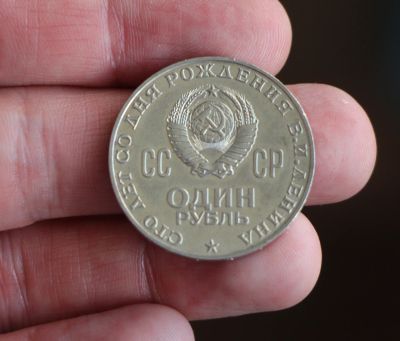 СТО ЛЕТ СО ДНЯ РОЖДЕНИЯ В.И.ЛЕНИНА
СС СР
ОДИН
РУБЛЬ